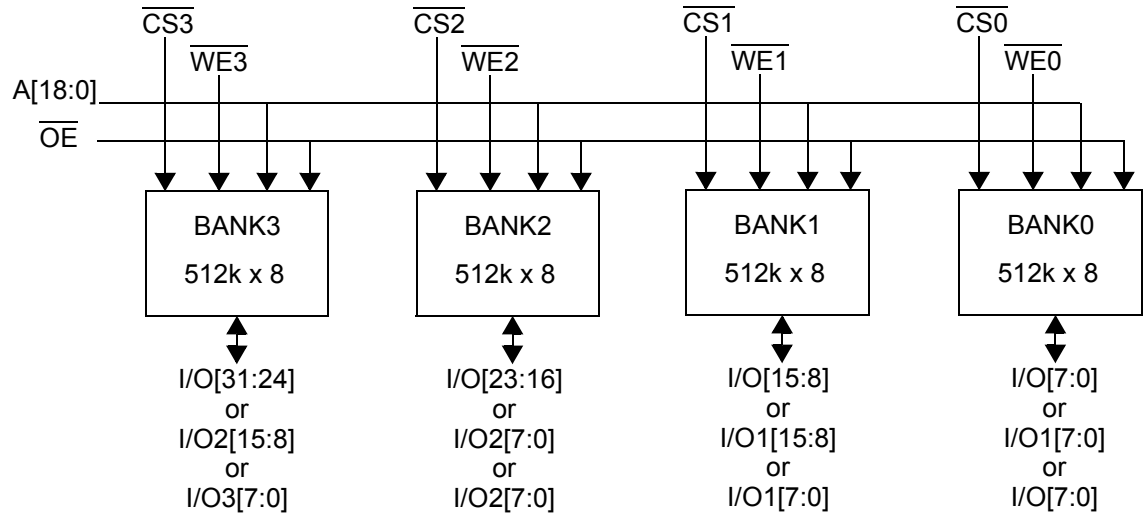 CS3 CS2 CS1 CS0
WE3 WE2 WE1 WE0
A[18:0]
OE
BANK3 BANK2 BANK1 BANK0
512k x 8 512k x 8 512k x 8 512k x 8
I/O[31:24] I/O[23:16] I/O[15:8] I/O[7:0]
or or or or
I/O2[15:8] I/O2[7:0] I/O1[15:8] I/O1[7:0]
or or or or
I/O3[7:0] I/O2[7:0] I/O1[7:0] I/O[7:0]